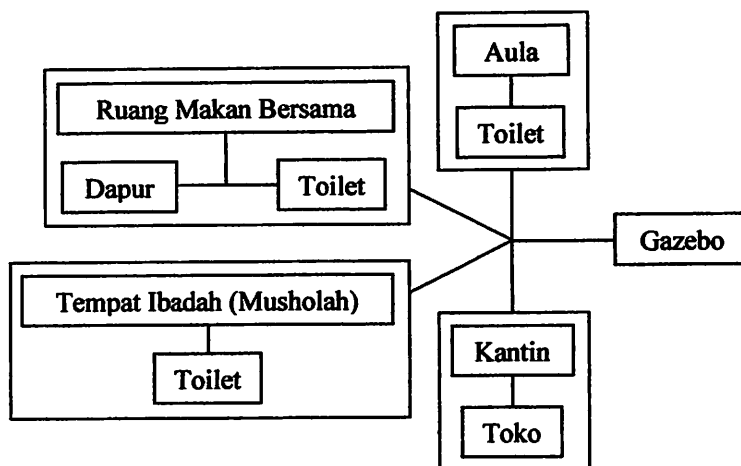 Aula
Toilet
Ruang Makan Bersama
Dapur
Toilet
Gazebo
Tempat Ibadah (Musholah)
Toilet
Kantin
Toko